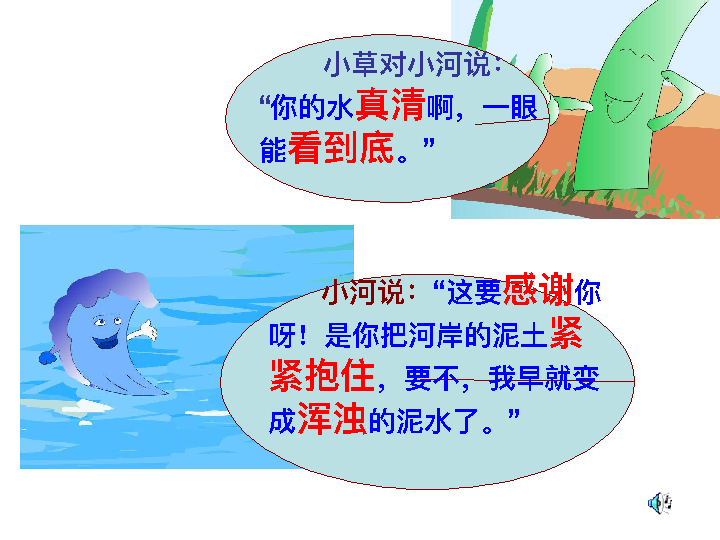 小草对小河说：
“你的水真清啊，一眼
能看到底。”
小河说：“这要感谢你
呀！是你把河岸的泥土紧
紧抱住，要不，我早就变
成浑浊的泥水了。”